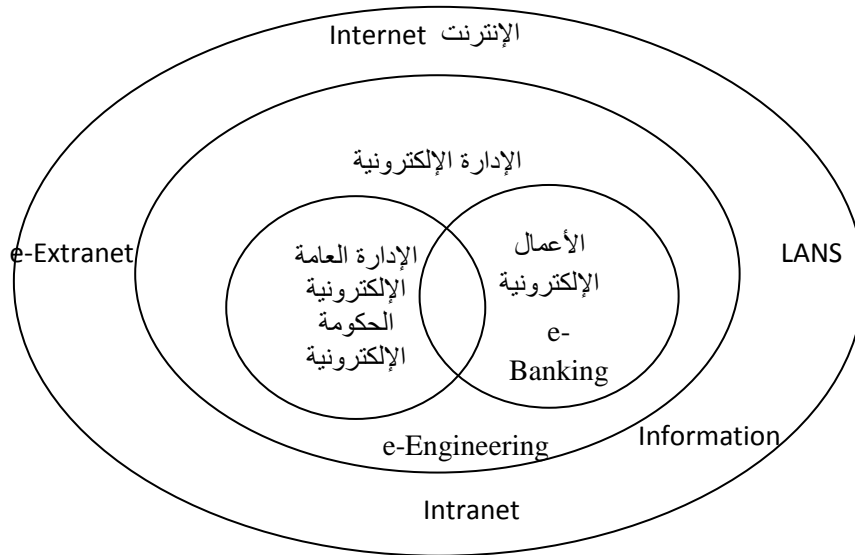 Internet الإنترنت
الإدارة الإلكترونية
e-Extranet
الإدارة العامة
الإلكترونية
الحكومة
الإلكترونية
الأعمال
الإلكترونية
e-
Banking
LANS
Information
e-Engineering
Intranet